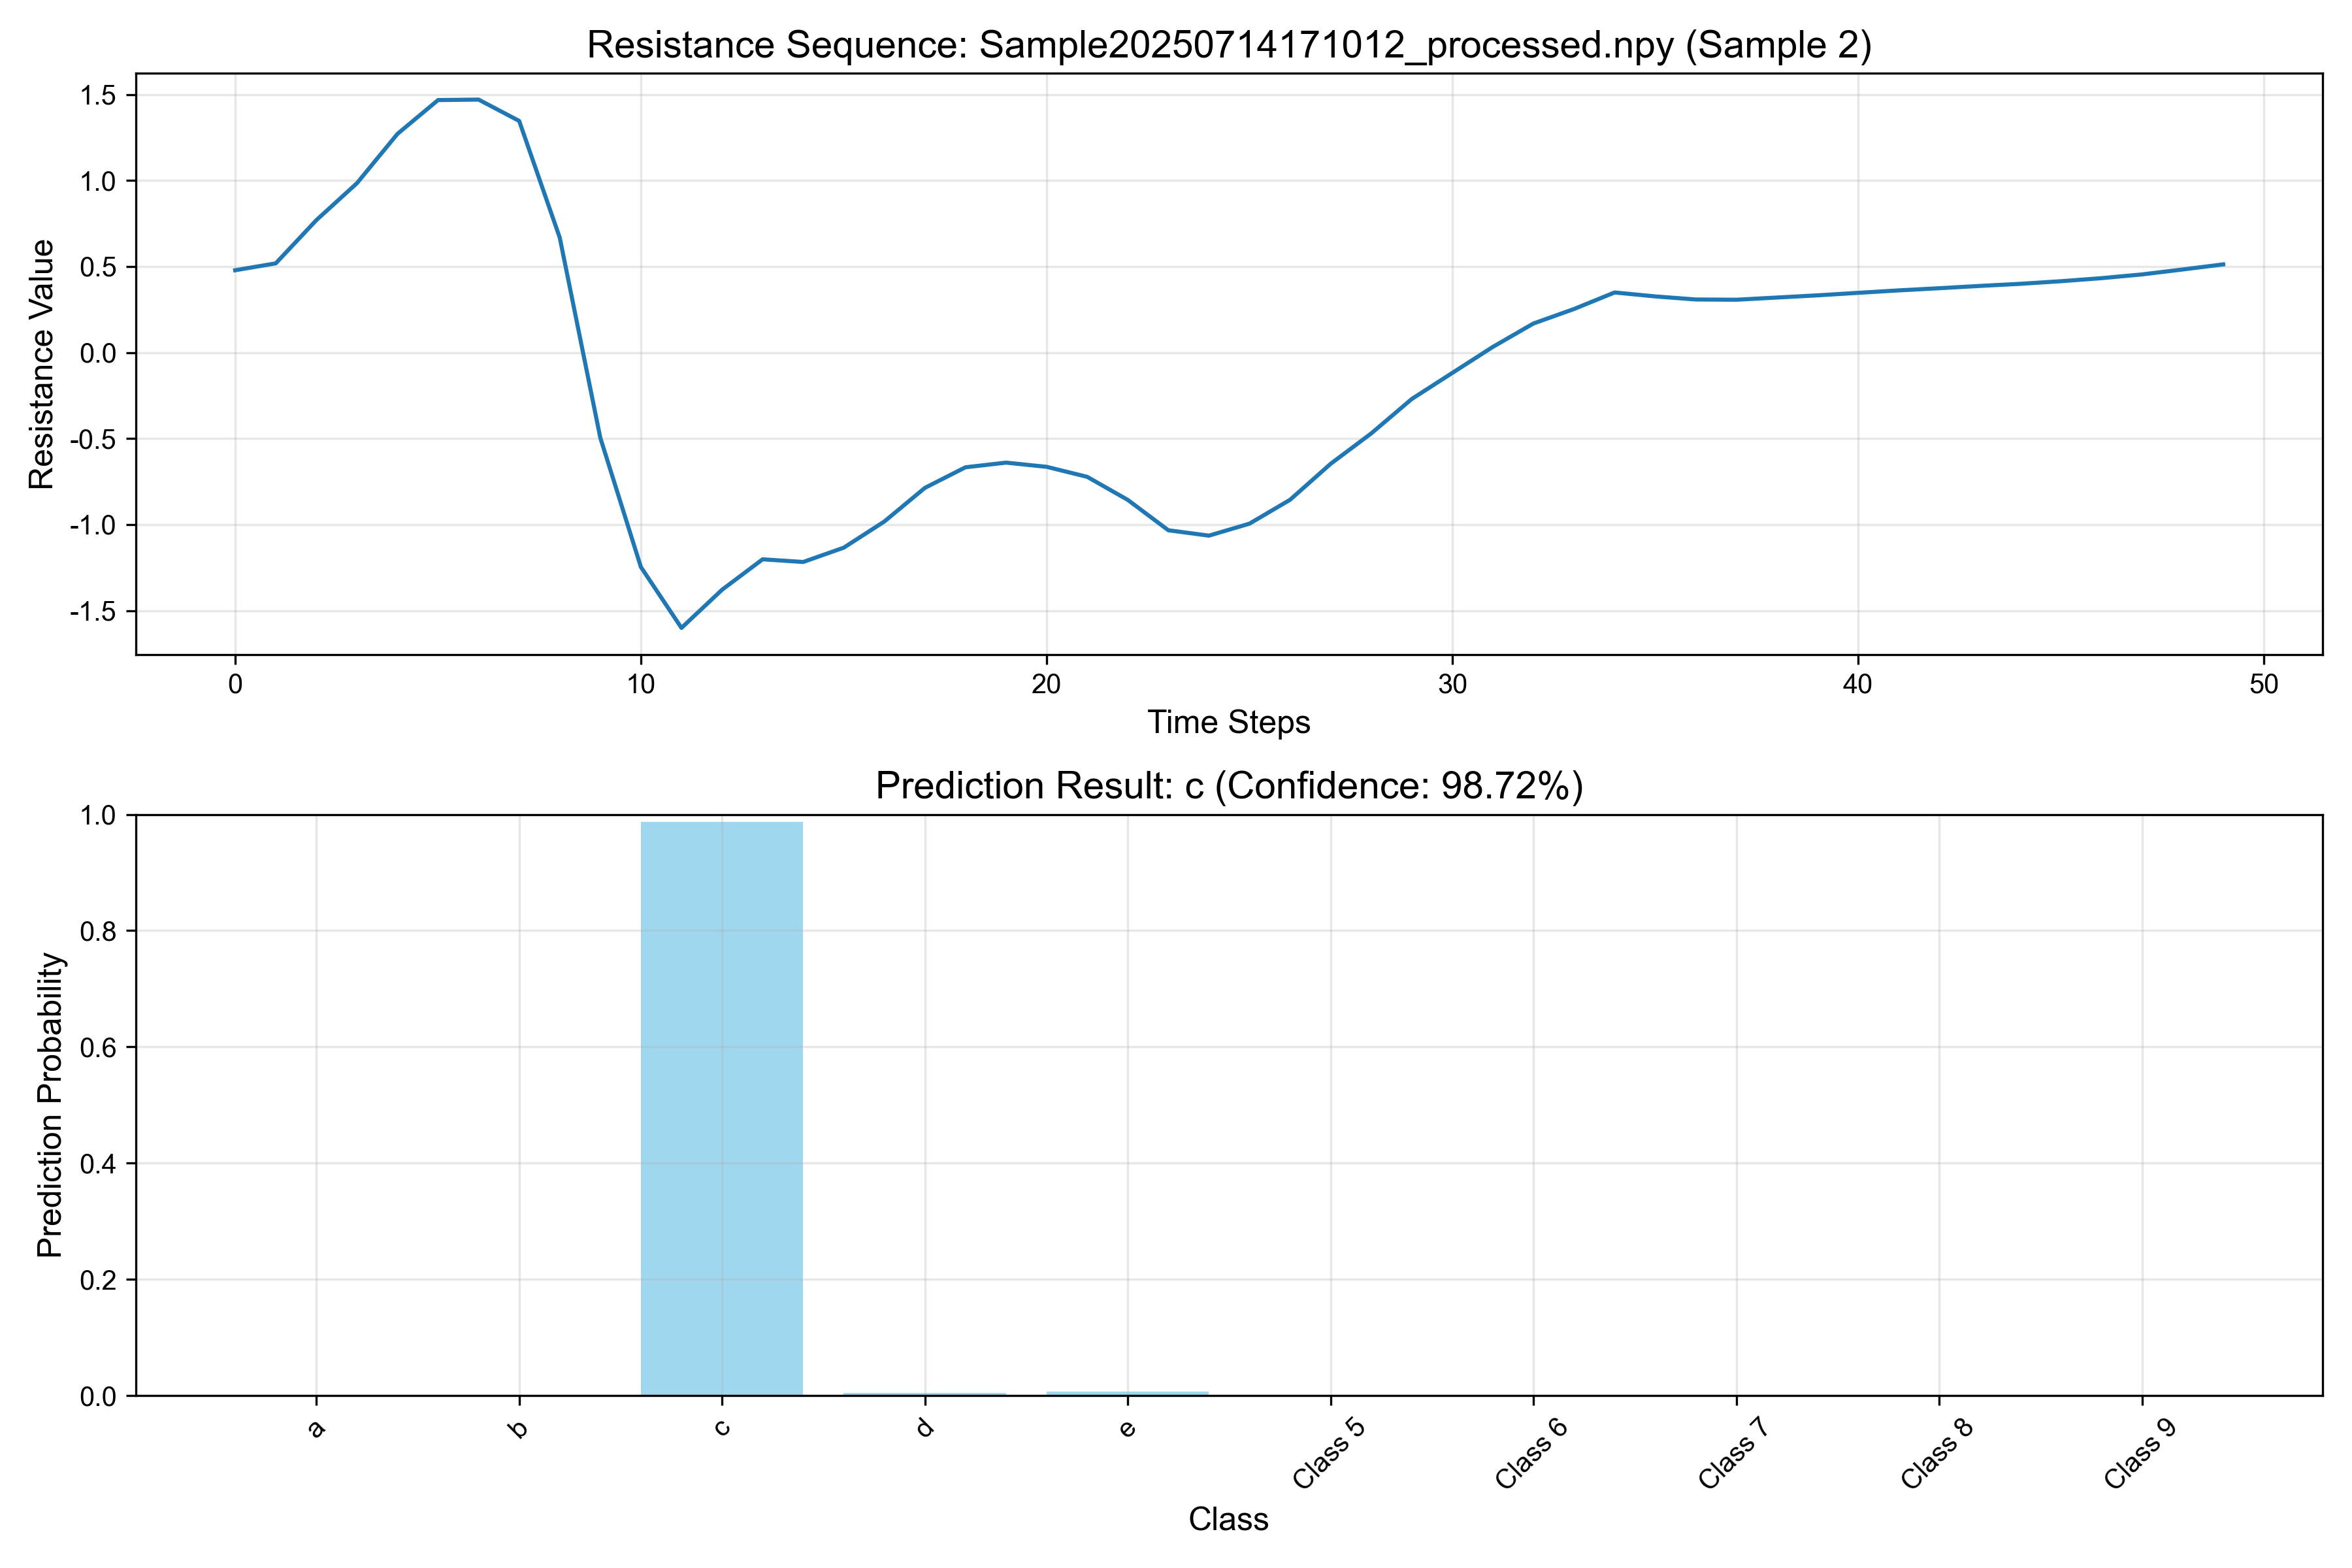 Resistance Sequence: Sample20250714171012_processed.npy (Sample 2)
Resistance Value
1.5
1.0
0.5
0.0
-0.5
-1.0
-1.5
0 10 20 30 40 50
Time Steps
Prediction Result: c (Confidence: 98.72%)
Prediction Probability
1.0
0.8
0.6
0.4
0.2
0.0
a b c d e Class 5 Class 6 Class 7 Class 8 Class 9
Class